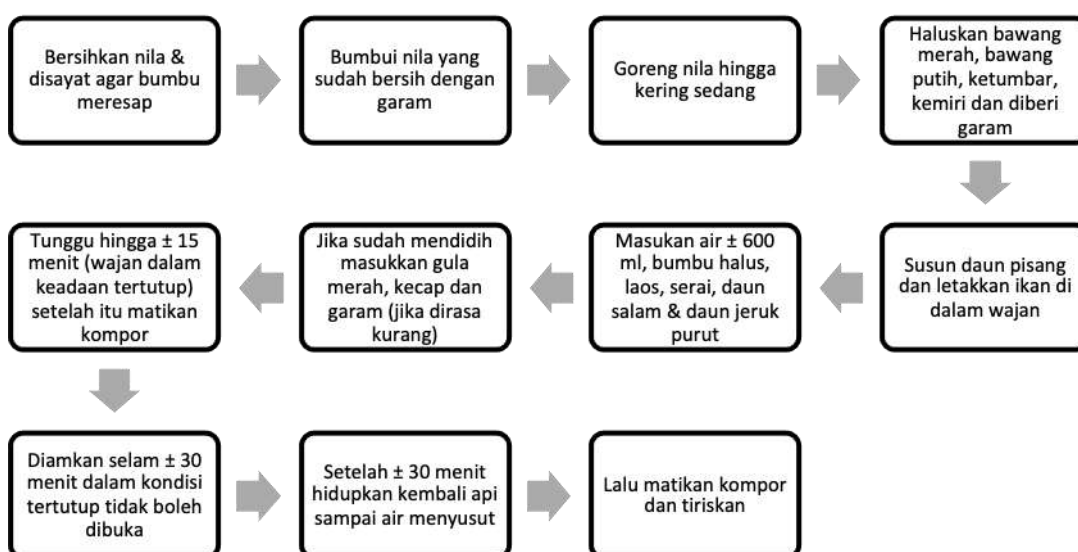 Bersihkan nila &
disayat agar bumbu
meresap
Bumbui nila yang
sudah bersih dengan
garam
Goreng nila hingga
kering sedang
Haluskan bawang
merah, bawang
putih, ketumbar,
kemiri dan diberi
garam
Susun daun pisang
dan letakkan ikan di
dalam wajan
Masukan air ± 600
ml, bumbu halus,
laos, serai, daun
salam & daun jeruk
purut
Jika sudah mendidih
masukkan gula
merah, kecap dan
garam (jika dirasa
kurang)
Tunggu hingga ± 15
menit (wajan dalam
keadaan tertutup)
setelah itu matikan
kompor
Diamkan selam ± 30
menit dalam kondisi
tertutup tidak boleh
dibuka
Setelah ± 30 menit
hidupkan kembali api
sampai air menyusut
Lalu matikan kompor
dan tiriskan